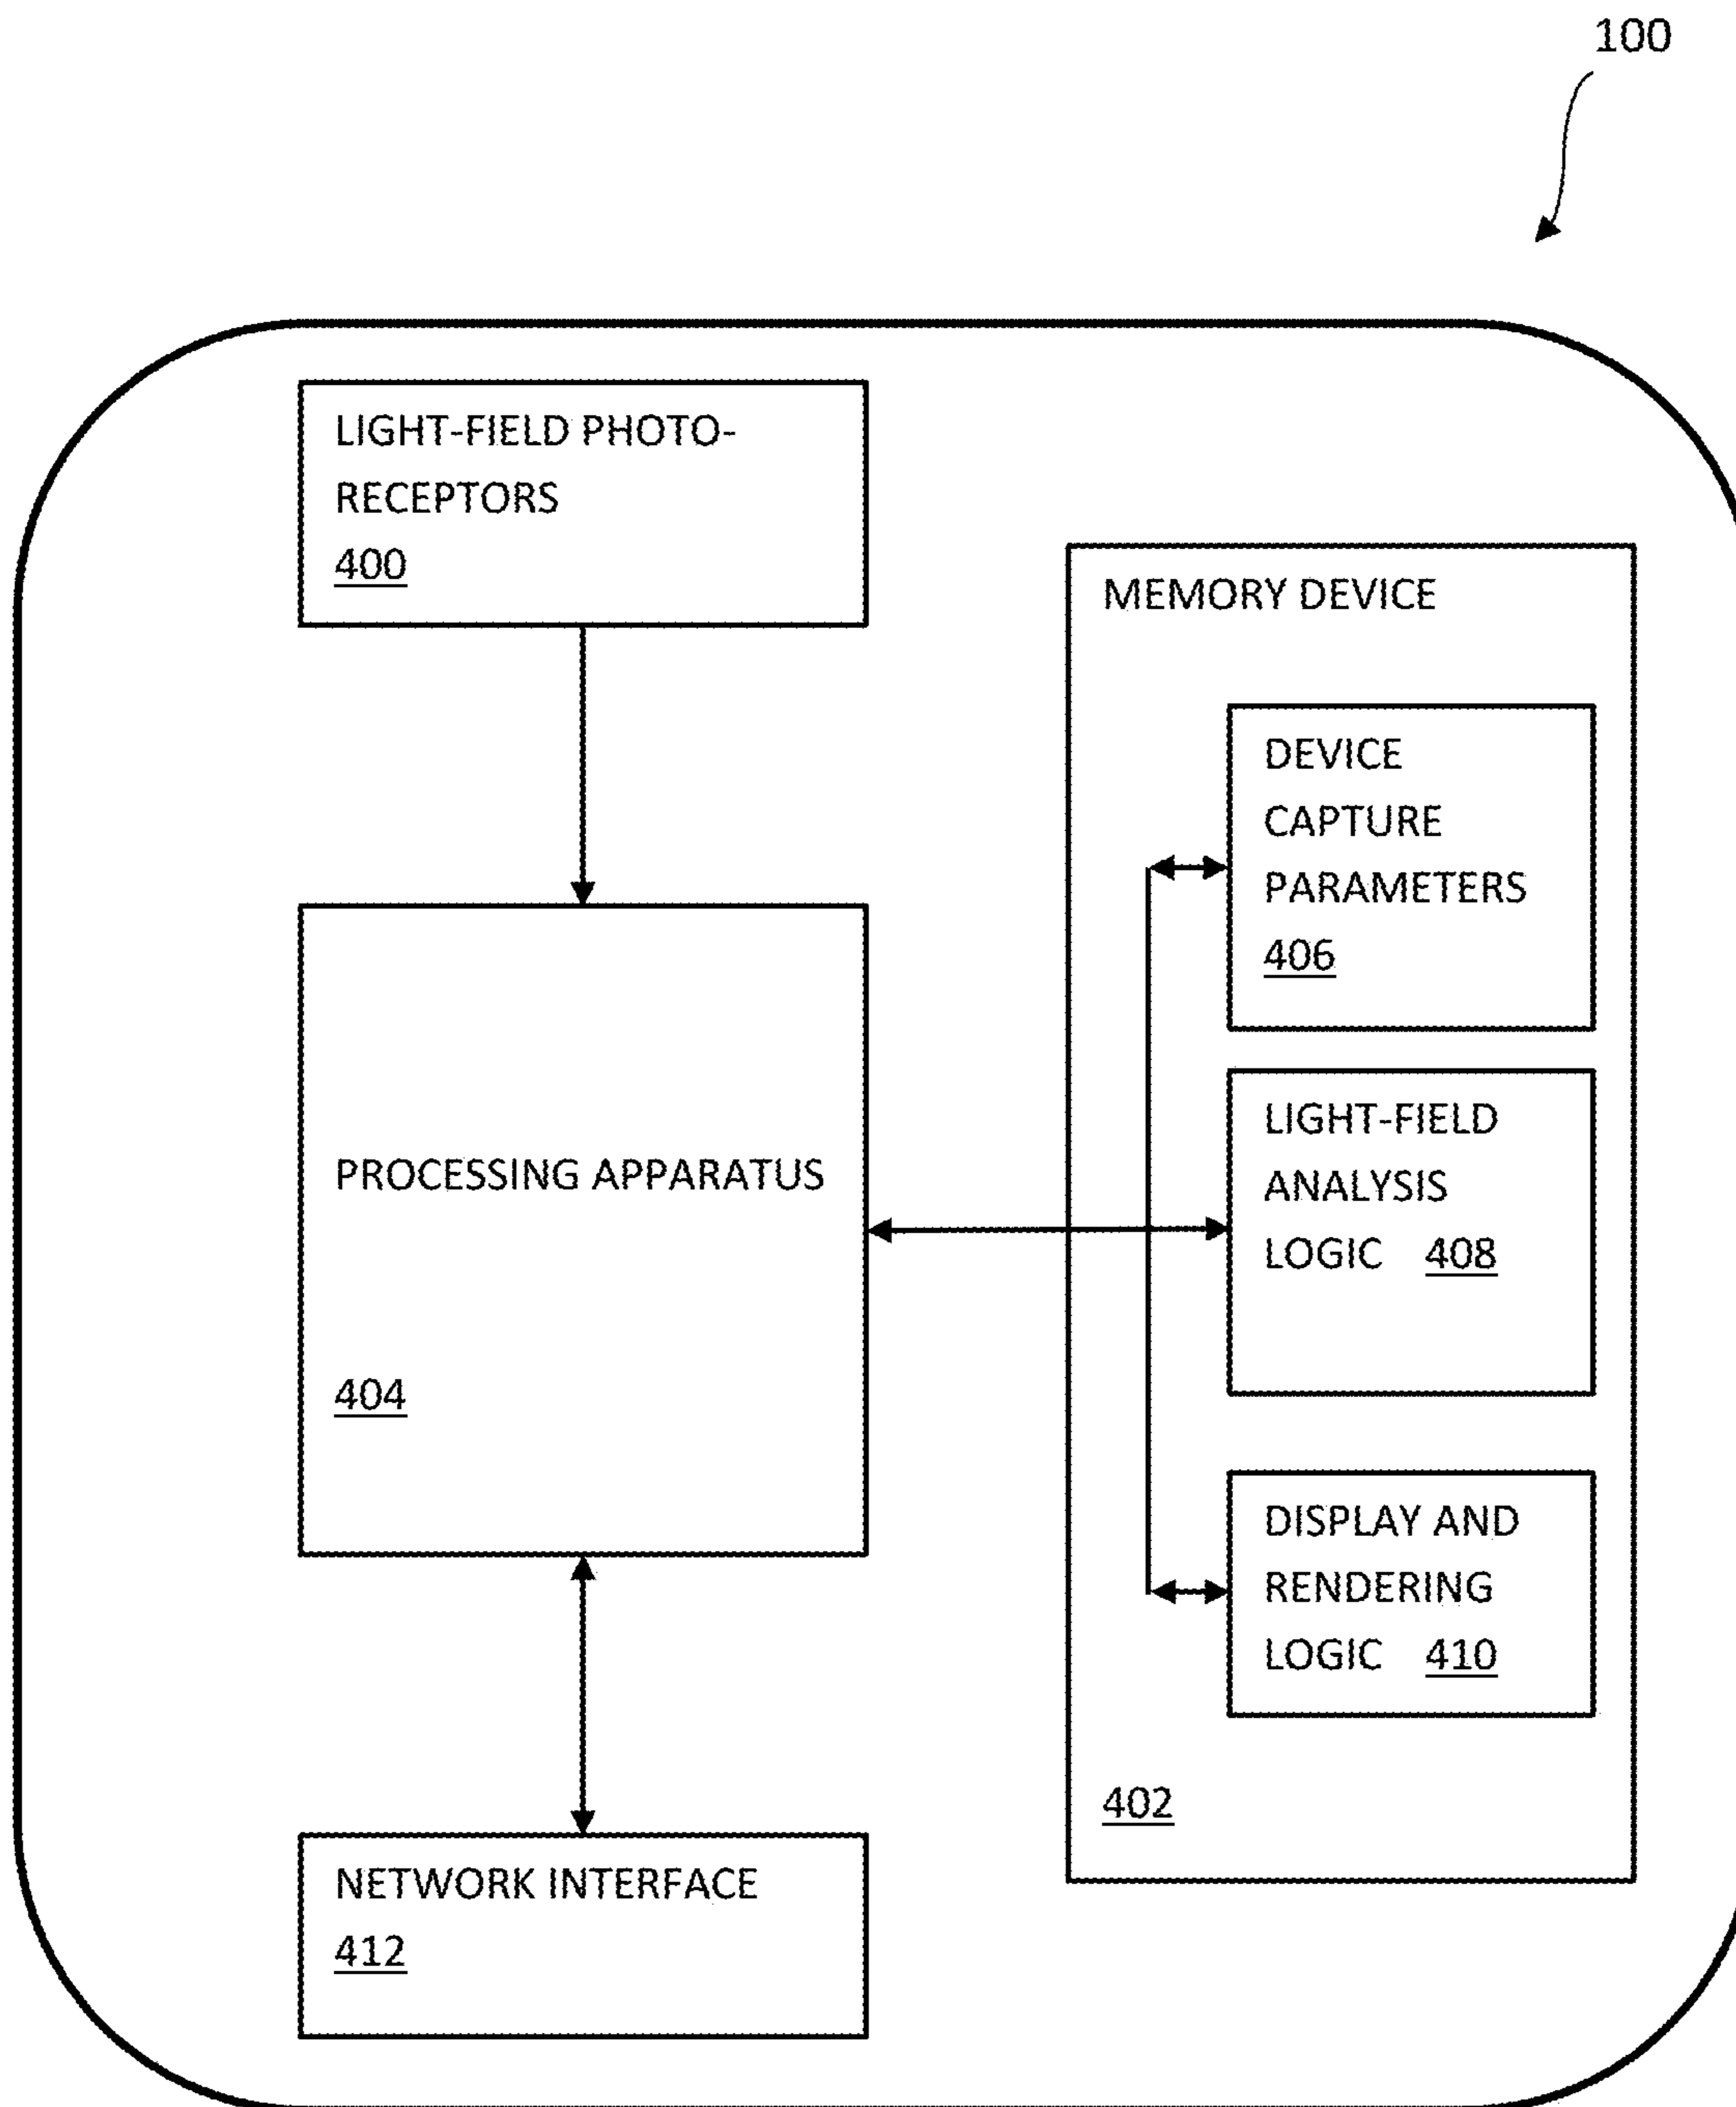 100
LIGHT-FIELD PHOTO-
RECEPTORS
400
MEMORY DEVICE
DEVICE
CAPTURE
PARAMETERS
406
LIGHT-FIELD
ANALYSIS
LOGIC 408
PROCESSING APPARATUS
404
DISPLAY AND
RENDERING
LOGIC 410
402
NETWORK INTERFACE
412